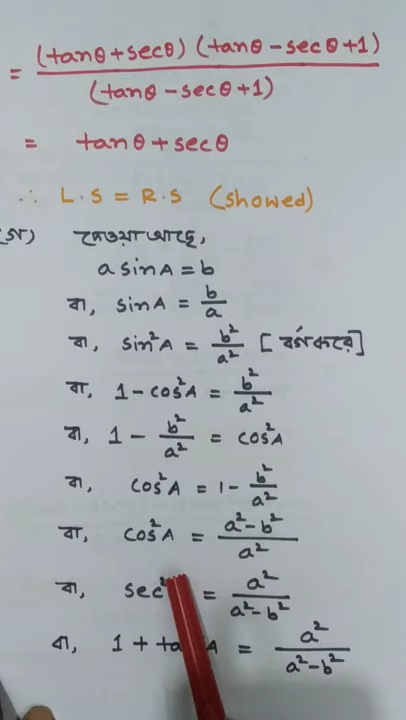 = (tanθ+secθ) (tanθ - secθ +1) / (tanθ - secθ +1)
= tanθ + secθ
∴ L.S = R.S (showed)
(গ) দেওয়া আছে,
a sinA = b
বা, sinA = b/a
বা, sin²A = b²/a² [বর্গ করে]
বা, 1 - cos²A = b²/a²
বা, 1 - b²/a² = cos²A
বা, cos²A = 1 - b²/a²
বা, cos²A = a² - b²/a²
বা, sec² = a²/a² - b²
বা, 1 + ta A = a²/a² - b²